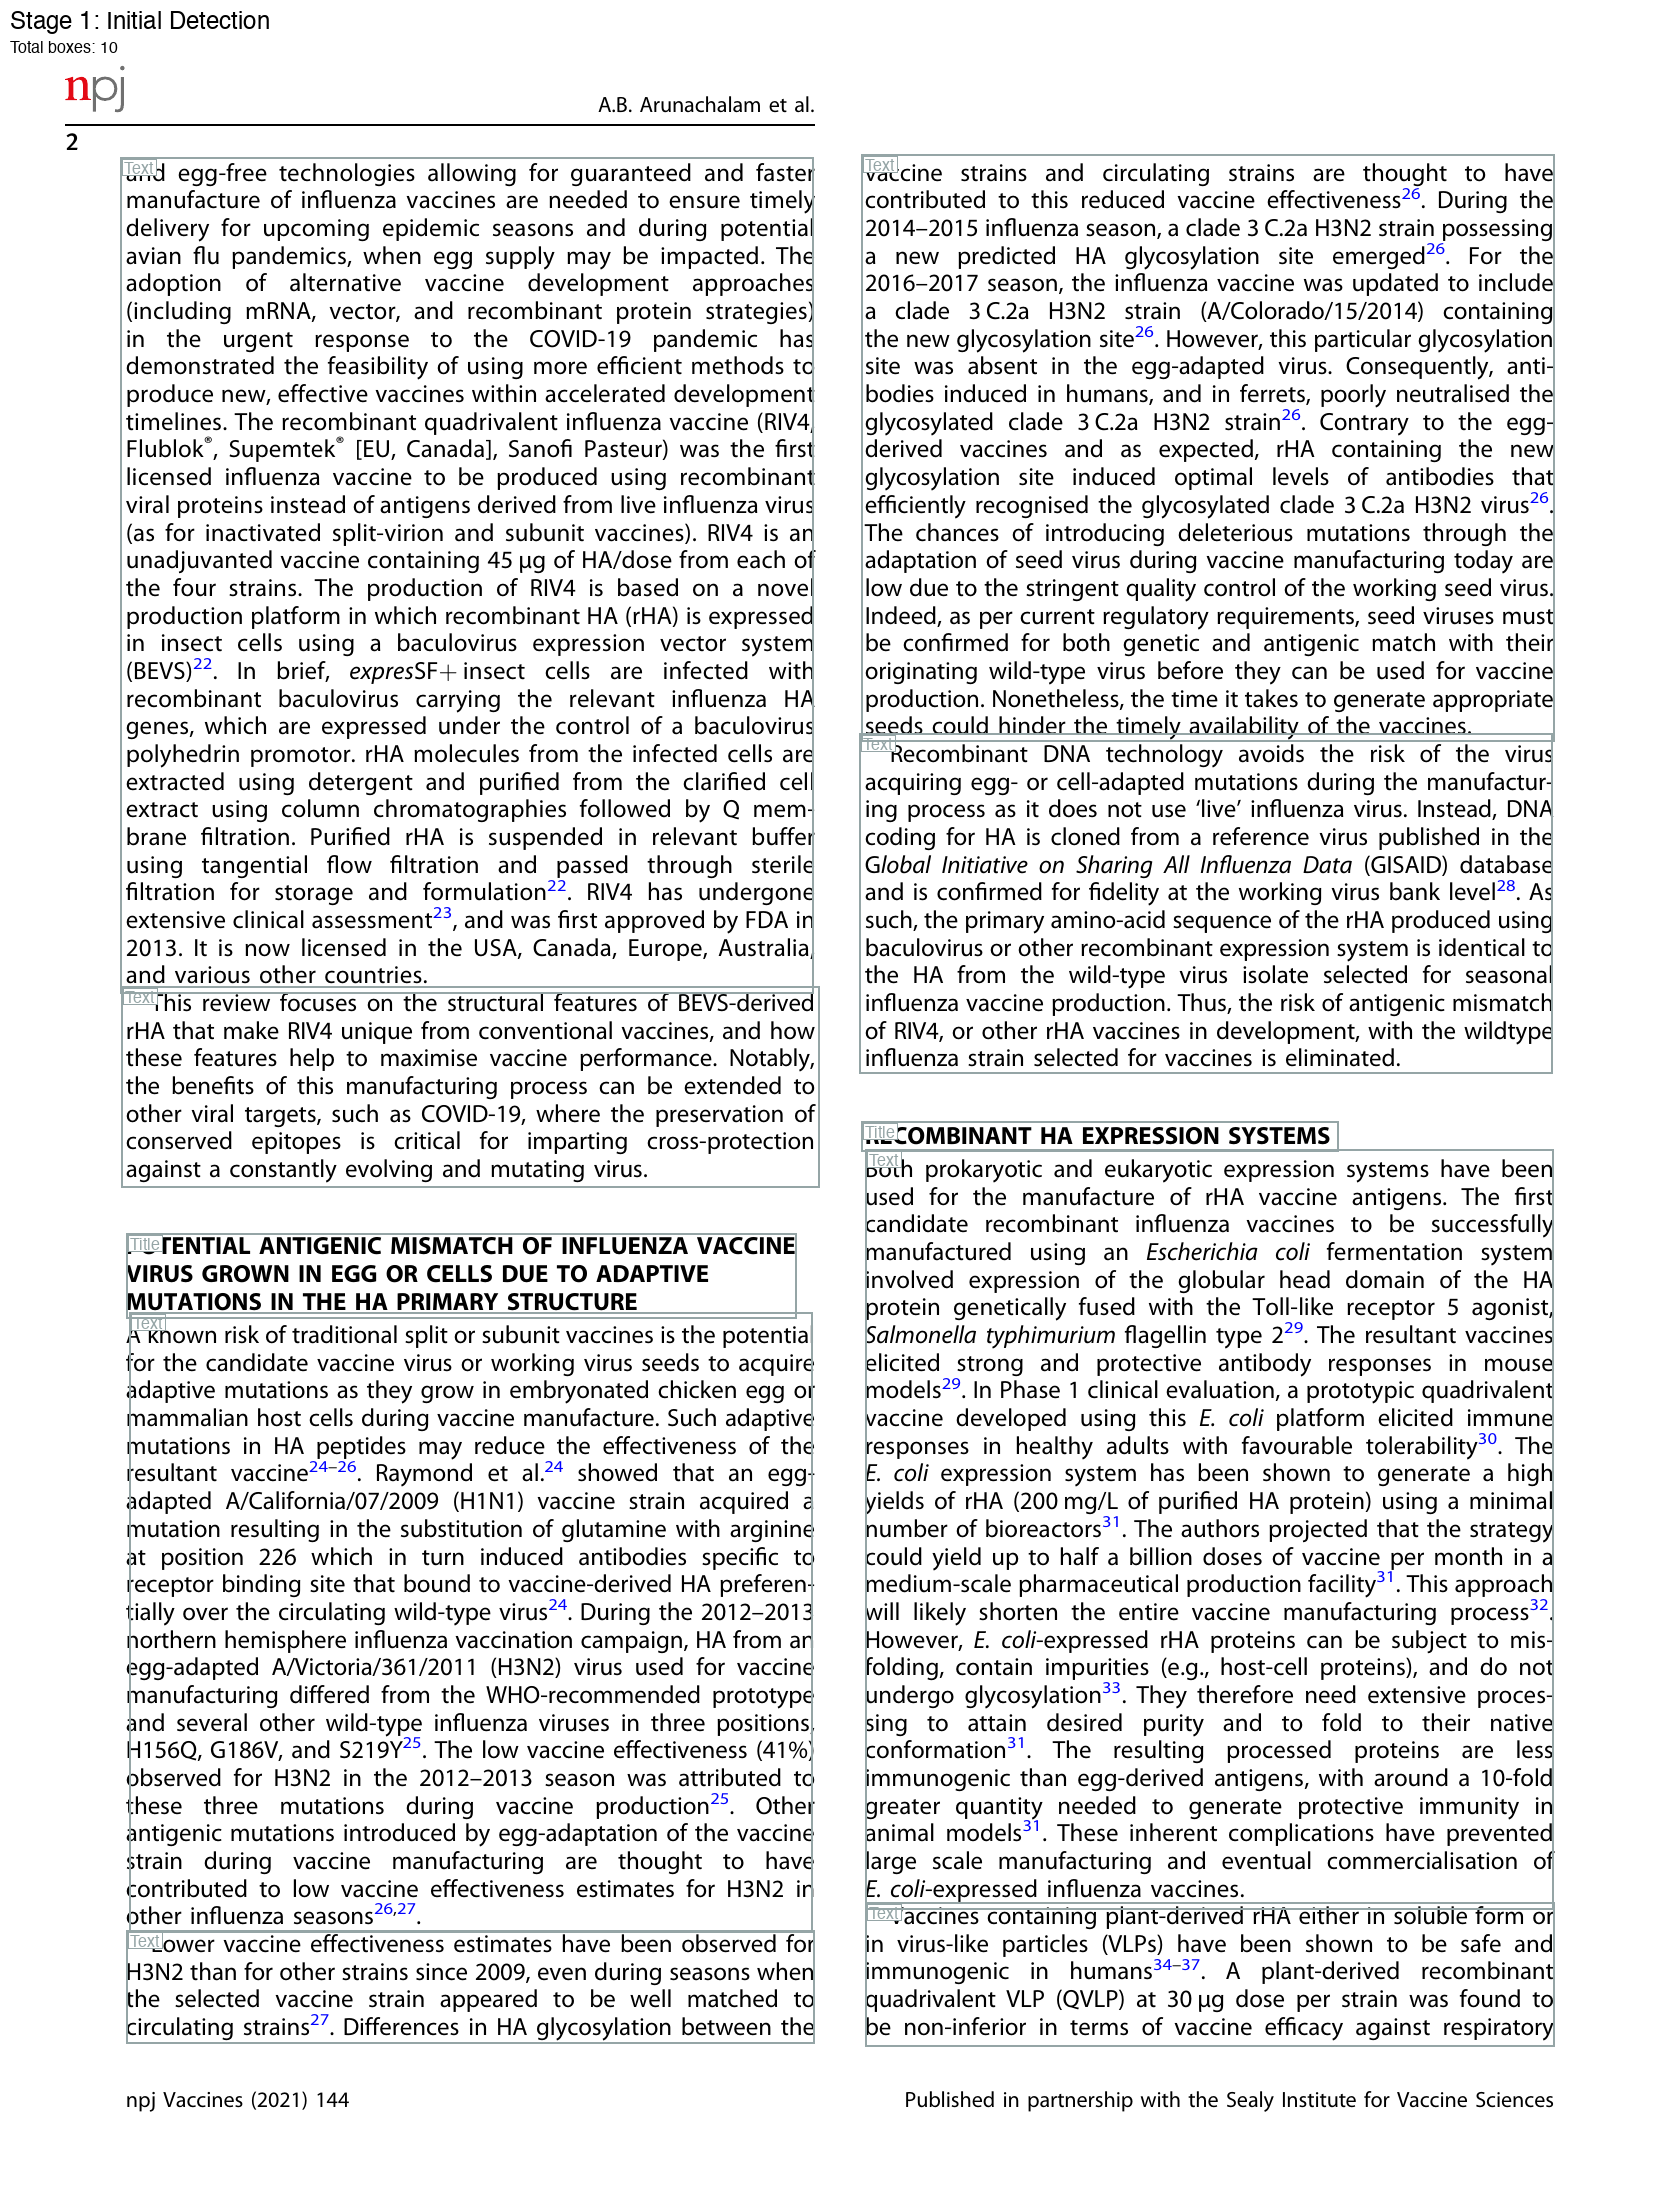 Stage 1: Initial Detection
Total boxes: 10
npj
A.B. Arunachalam et al.
2
Text
and egg-free technologies allowing for guaranteed and faster
manufacture of influenza vaccines are needed to ensure timely
delivery for upcoming epidemic seasons and during potential
avian flu pandemics, when egg supply may be impacted. The
adoption of alternative vaccine development approaches
(including mRNA, vector, and recombinant protein strategies)
in the urgent response to the COVID-19 pandemic has
demonstrated the feasibility of using more efficient methods to
produce new, effective vaccines within accelerated development
timelines. The recombinant quadrivalent influenza vaccine (RIV4,
Flublok®, Supemtek® [EU, Canada], Sanofi Pasteur) was the first
licensed influenza vaccine to be produced using recombinant
viral proteins instead of antigens derived from live influenza virus
(as for inactivated split-virion and subunit vaccines). RIV4 is an
unadjuvanted vaccine containing 45 µg of HA/dose from each of
the four strains. The production of RIV4 is based on a novel
production platform in which recombinant HA (rHA) is expressed
in insect cells using a baculovirus expression vector system
(BEVS)22. In brief, expresSF+ insect cells are infected with
recombinant baculovirus carrying the relevant influenza HA
genes, which are expressed under the control of a baculovirus
polyhedrin promotor. rHA molecules from the infected cells are
extracted using detergent and purified from the clarified cell
extract using column chromatographies followed by Q mem-
brane filtration. Purified rHA is suspended in relevant buffer
using tangential flow filtration and passed through sterile
filtration for storage and formulation22. RIV4 has undergone
extensive clinical assessment23, and was first approved by FDA in
2013. It is now licensed in the USA, Canada, Europe, Australia,
and various other countries.
Text
This review focuses on the structural features of BEVS-derived
rHA that make RIV4 unique from conventional vaccines, and how
these features help to maximise vaccine performance. Notably,
the benefits of this manufacturing process can be extended to
other viral targets, such as COVID-19, where the preservation of
conserved epitopes is critical for imparting cross-protection
against a constantly evolving and mutating virus.
Title
POTENTIAL ANTIGENIC MISMATCH OF INFLUENZA VACCINE
VIRUS GROWN IN EGG OR CELLS DUE TO ADAPTIVE
MUTATIONS IN THE HA PRIMARY STRUCTURE
Text
A known risk of traditional split or subunit vaccines is the potential
for the candidate vaccine virus or working virus seeds to acquire
adaptive mutations as they grow in embryonated chicken egg or
mammalian host cells during vaccine manufacture. Such adaptive
mutations in HA peptides may reduce the effectiveness of the
resultant vaccine24–26. Raymond et al.24 showed that an egg-
adapted A/California/07/2009 (H1N1) vaccine strain acquired a
mutation resulting in the substitution of glutamine with arginine
at position 226 which in turn induced antibodies specific to
receptor binding site that bound to vaccine-derived HA preferen-
tially over the circulating wild-type virus24. During the 2012–2013
northern hemisphere influenza vaccination campaign, HA from an
egg-adapted A/Victoria/361/2011 (H3N2) virus used for vaccine
manufacturing differed from the WHO-recommended prototype
and several other wild-type influenza viruses in three positions,
H156Q, G186V, and S219Y25. The low vaccine effectiveness (41%)
observed for H3N2 in the 2012–2013 season was attributed to
these three mutations during vaccine production25. Other
antigenic mutations introduced by egg-adaptation of the vaccine
strain during vaccine manufacturing are thought to have
contributed to low vaccine effectiveness estimates for H3N2 in
other influenza seasons26,27.
Text
Lower vaccine effectiveness estimates have been observed for
H3N2 than for other strains since 2009, even during seasons when
the selected vaccine strain appeared to be well matched to
circulating strains27. Differences in HA glycosylation between the
Text
vaccine strains and circulating strains are thought to have
contributed to this reduced vaccine effectiveness26. During the
2014–2015 influenza season, a clade 3 C.2a H3N2 strain possessing
a new predicted HA glycosylation site emerged26. For the
2016–2017 season, the influenza vaccine was updated to include
a clade 3 C.2a H3N2 strain (A/Colorado/15/2014) containing
the new glycosylation site26. However, this particular glycosylation
site was absent in the egg-adapted virus. Consequently, anti-
bodies induced in humans, and in ferrets, poorly neutralised the
glycosylated clade 3 C.2a H3N2 strain26. Contrary to the egg-
derived vaccines and as expected, rHA containing the new
glycosylation site induced optimal levels of antibodies that
efficiently recognised the glycosylated clade 3 C.2a H3N2 virus26.
The chances of introducing deleterious mutations through the
adaptation of seed virus during vaccine manufacturing today are
low due to the stringent quality control of the working seed virus.
Indeed, as per current regulatory requirements, seed viruses must
be confirmed for both genetic and antigenic match with their
originating wild-type virus before they can be used for vaccine
production. Nonetheless, the time it takes to generate appropriate
seeds could hinder the timely availability of the vaccines.
Text
Recombinant DNA technology avoids the risk of the virus
acquiring egg- or cell-adapted mutations during the manufactur-
ing process as it does not use ‘live’ influenza virus. Instead, DNA
coding for HA is cloned from a reference virus published in the
Global Initiative on Sharing All Influenza Data (GISAID) database
and is confirmed for fidelity at the working virus bank level28. As
such, the primary amino-acid sequence of the rHA produced using
baculovirus or other recombinant expression system is identical to
the HA from the wild-type virus isolate selected for seasonal
influenza vaccine production. Thus, the risk of antigenic mismatch
of RIV4, or other rHA vaccines in development, with the wildtype
influenza strain selected for vaccines is eliminated.
Title
RECOMBINANT HA EXPRESSION SYSTEMS
Text
Both prokaryotic and eukaryotic expression systems have been
used for the manufacture of rHA vaccine antigens. The first
candidate recombinant influenza vaccines to be successfully
manufactured using an Escherichia coli fermentation system
involved expression of the globular head domain of the HA
protein genetically fused with the Toll-like receptor 5 agonist,
Salmonella typhimurium flagellin type 229. The resultant vaccines
elicited strong and protective antibody responses in mouse
models29. In Phase 1 clinical evaluation, a prototypic quadrivalent
vaccine developed using this E. coli platform elicited immune
responses in healthy adults with favourable tolerability30. The
E. coli expression system has been shown to generate a high
yields of rHA (200 mg/L of purified HA protein) using a minimal
number of bioreactors31. The authors projected that the strategy
could yield up to half a billion doses of vaccine per month in a
medium-scale pharmaceutical production facility31. This approach
will likely shorten the entire vaccine manufacturing process32.
However, E. coli-expressed rHA proteins can be subject to mis-
folding, contain impurities (e.g., host-cell proteins), and do not
undergo glycosylation33. They therefore need extensive proces-
sing to attain desired purity and to fold to their native
conformation31. The resulting processed proteins are less
immunogenic than egg-derived antigens, with around a 10-fold
greater quantity needed to generate protective immunity in
animal models31. These inherent complications have prevented
large scale manufacturing and eventual commercialisation of
E. coli-expressed influenza vaccines.
Text
Vaccines containing plant-derived rHA either in soluble form or
in virus-like particles (VLPs) have been shown to be safe and
immunogenic in humans34–37. A plant-derived recombinant
quadrivalent VLP (QVLP) at 30 µg dose per strain was found to
be non-inferior in terms of vaccine efficacy against respiratory
npj Vaccines (2021) 144
Published in partnership with the Sealy Institute for Vaccine Sciences